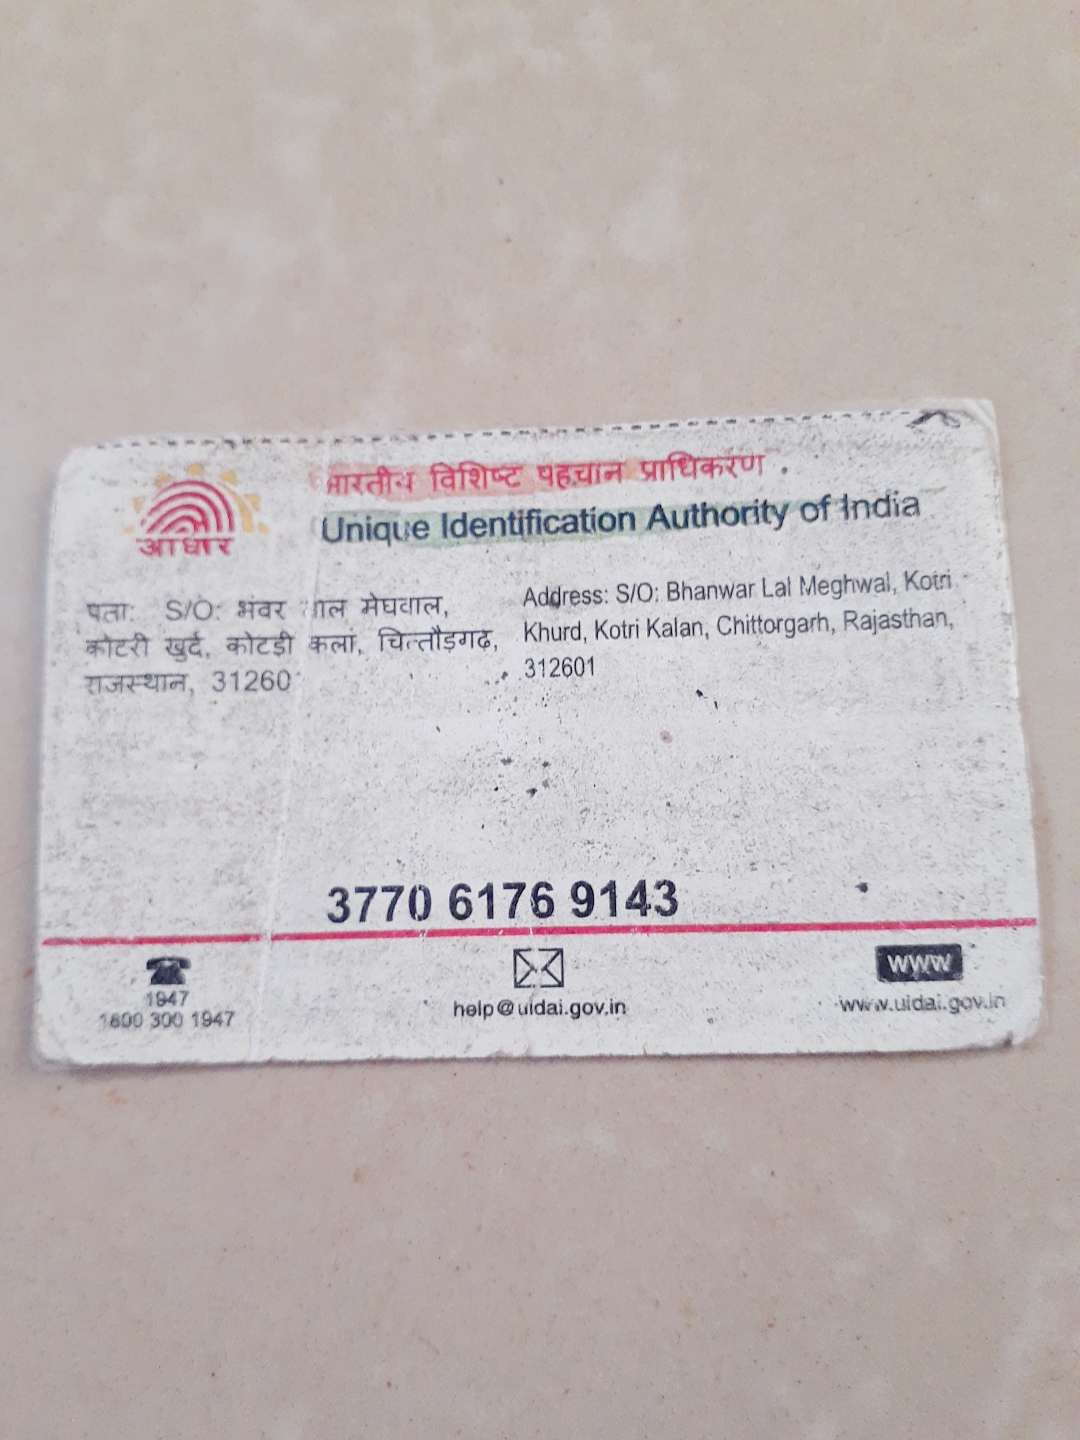 आधार
भारतीय विशिष्ट पहचान प्राधिकरण
Unique Identification Authority of India
पता: S/O: भंवर लाल मेघवाल,
कोटरी खुर्द, कोटड़ी कलां, चित्तौड़गढ़,
राजस्थान, 31260
Address: S/O: Bhanwar Lal Meghwal, Kotri
Khurd, Kotri Kalan, Chittorgarh, Rajasthan,
312601
3770 6176 9143
1947
1800 300 1947
help@uidai.gov.in
www
www.uidai.gov.in